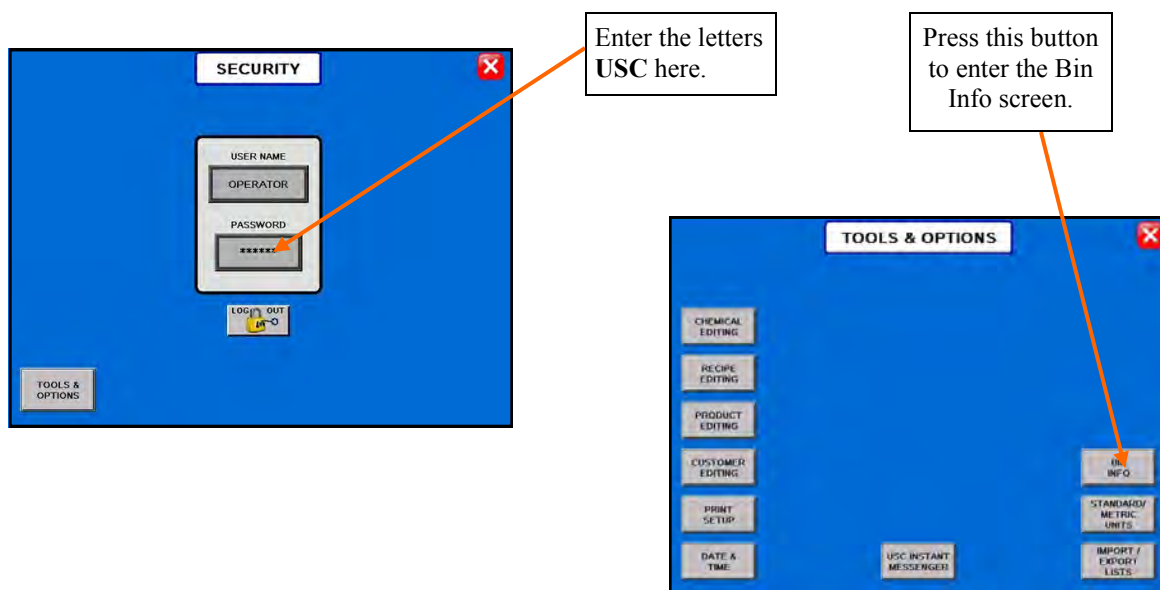 Enter the letters
USC here.
Press this button
to enter the Bin
Info screen.
SECURITY
USER NAME
OPERATOR
PASSWORD
******
LOG OUT
TOOLS &
OPTIONS
TOOLS & OPTIONS
CHEMICAL
EDITING
RECIPE
EDITING
PRODUCT
EDITING
CUSTOMER
EDITING
PRINT
SETUP
DATE &
TIME
USC INSTANT
MESSENGER
INFO
STANDARD/
METRIC
UNITS
IMPORT /
EXPORT
LISTS